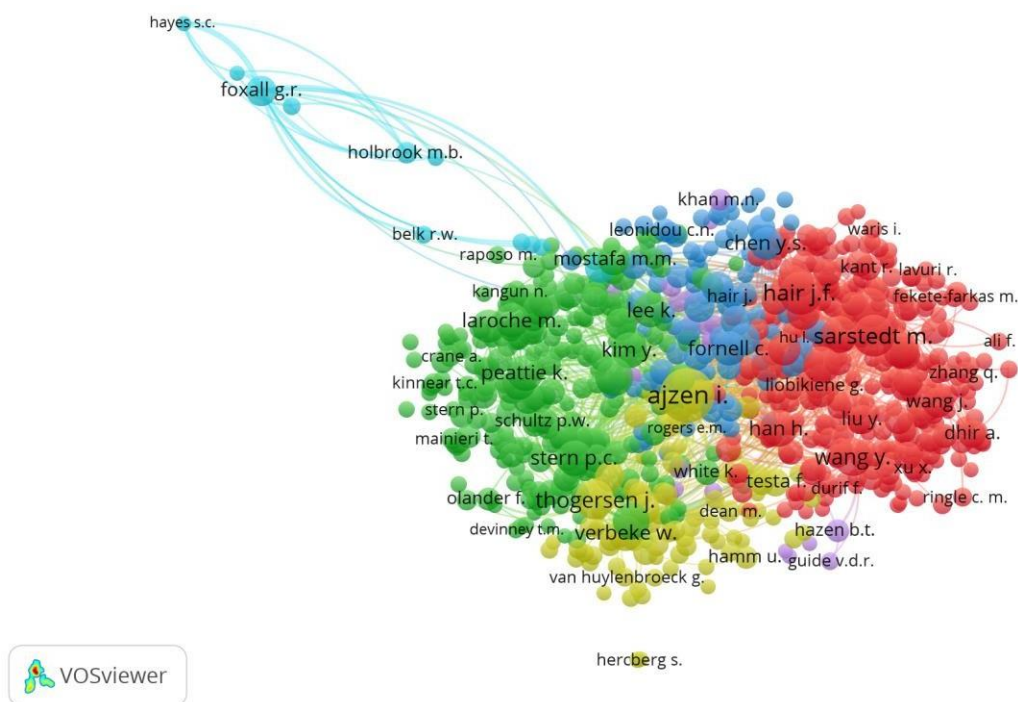 hayes s.c.
foxall g.r.
holbrook m.b.
khan m.n.
belk r.w.
leonidou c.n.
waris i.
chen y.s.
raposo m.
mostafa m.m.
kant r.
lavuri r.
kangun n.
hair j.
hair j.f.
fekete-farkas m.
lee k.
laroche m.
hu l.
sarstedt m.
ali f.
crane a.
kim y.
fornell c.
peattie k.
zhang q.
kinnear t.c.
ajzen i.
liobikiene g.
wang j.
stern p.
schultz p.w.
rogers e.m.
han h.
liu y.
dhir a.
mainieri t.
stern p.c.
white k.
wang y.
xu x.
testa f.
durif f.
olander f.
thogersen j.
ringle c. m.
dean m.
devinney t.m.
verbeke w.
hazen b.t.
hamm u.
guide v.d.r.
van huylenbroeck g.
hercberg s.
VOSviewer